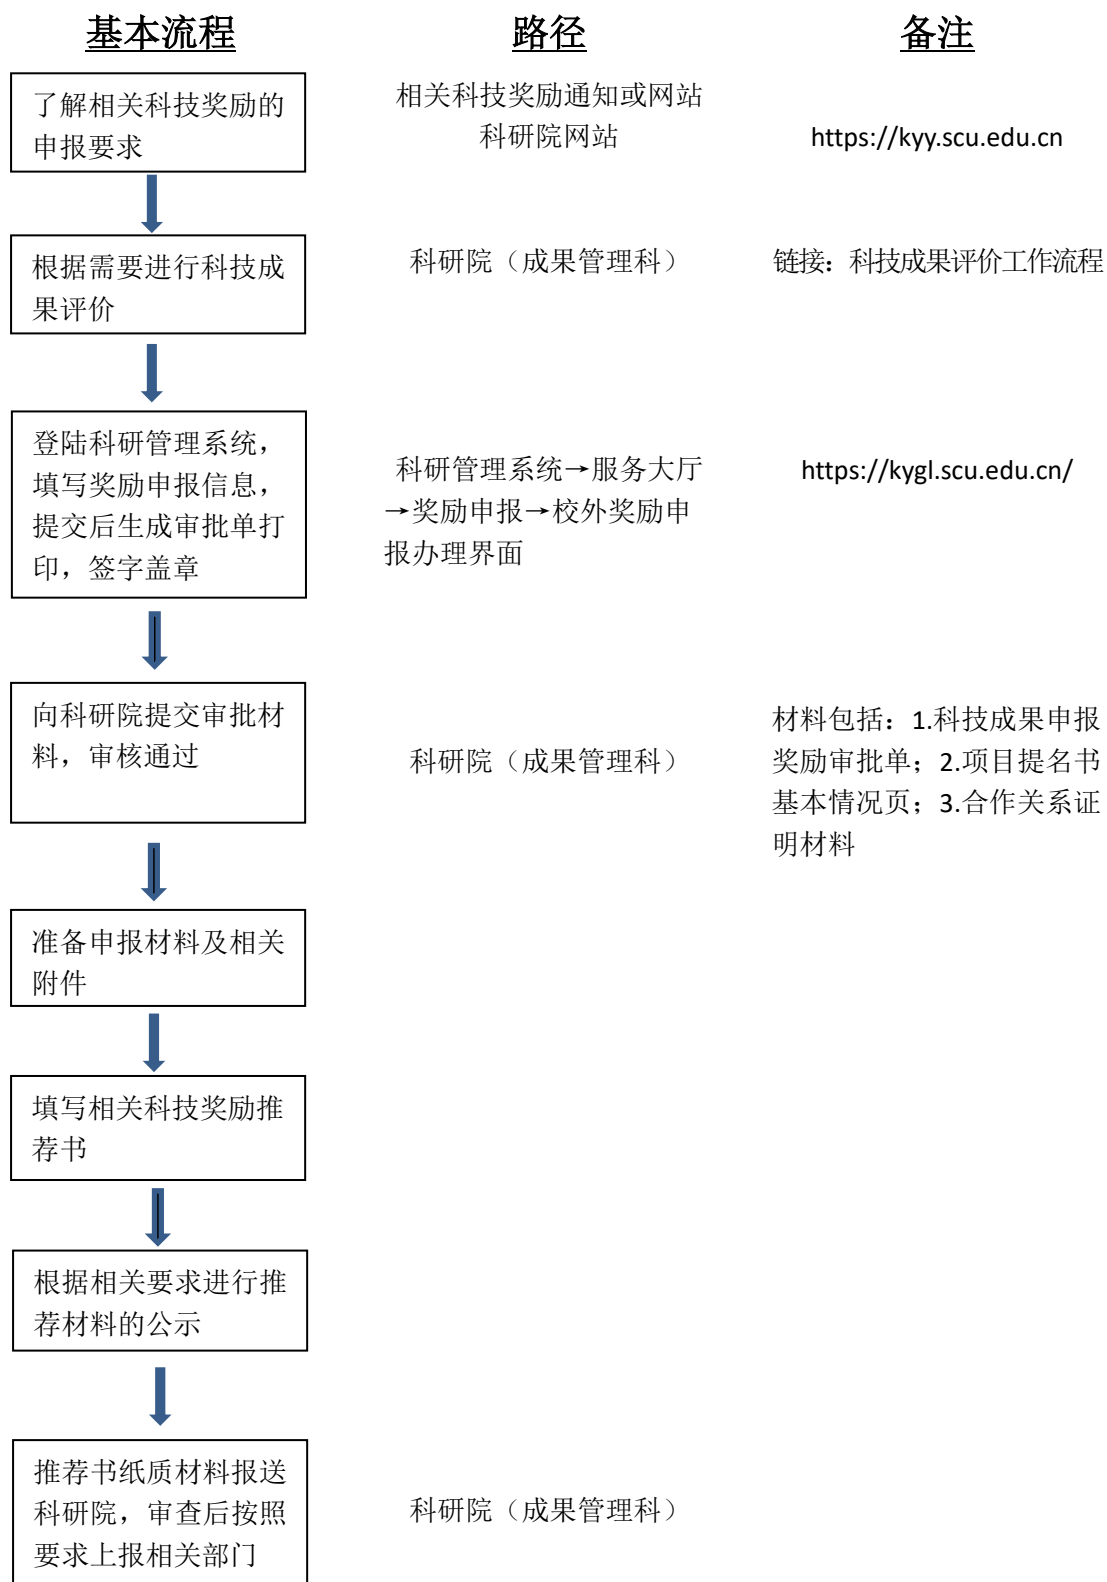 基本流程
路径
备注
了解相关科技奖励的
申报要求
相关科技奖励通知或网站
科研院网站
https://kyy.scu.edu.cn
根据需要进行科技成
果评价
科研院（成果管理科）
链接：科技成果评价工作流程
登陆科研管理系统，
填写奖励申报信息，
提交后生成审批单打
印，签字盖章
科研管理系统→服务大厅
→奖励申报→校外奖励申
报办理界面
https://kygl.scu.edu.cn/
向科研院提交审批材
料，审核通过
科研院（成果管理科）
材料包括：1.科技成果申报
奖励审批单；2.项目提名书
基本情况页；3.合作关系证
明材料
准备申报材料及相关
附件
填写相关科技奖励推
荐书
根据相关要求进行推
荐材料的公示
推荐书纸质材料报送
科研院，审查后按照
要求上报相关部门
科研院（成果管理科）